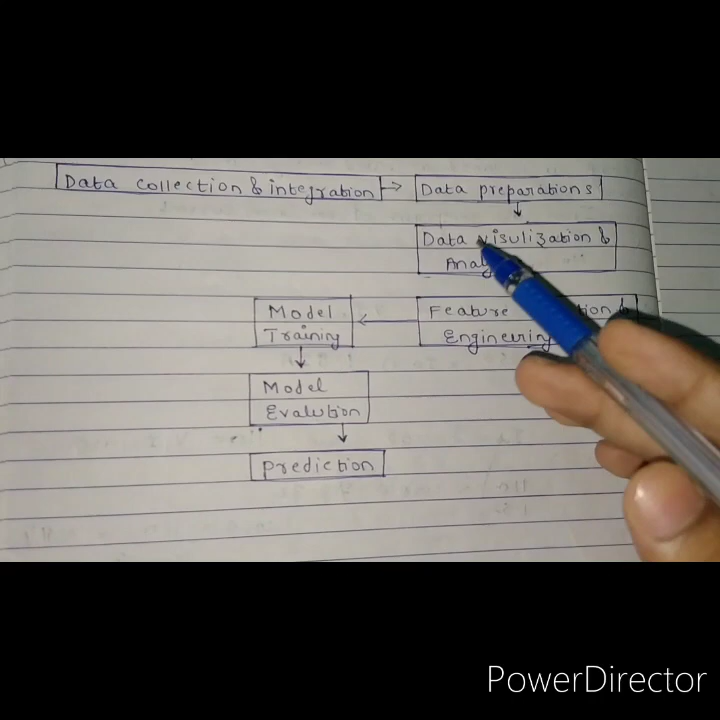 Data collection & integration
Data preparations
Data visulization &
Model
Feature
Training
Engineering
Model
Evalution
prediction
PowerDirector